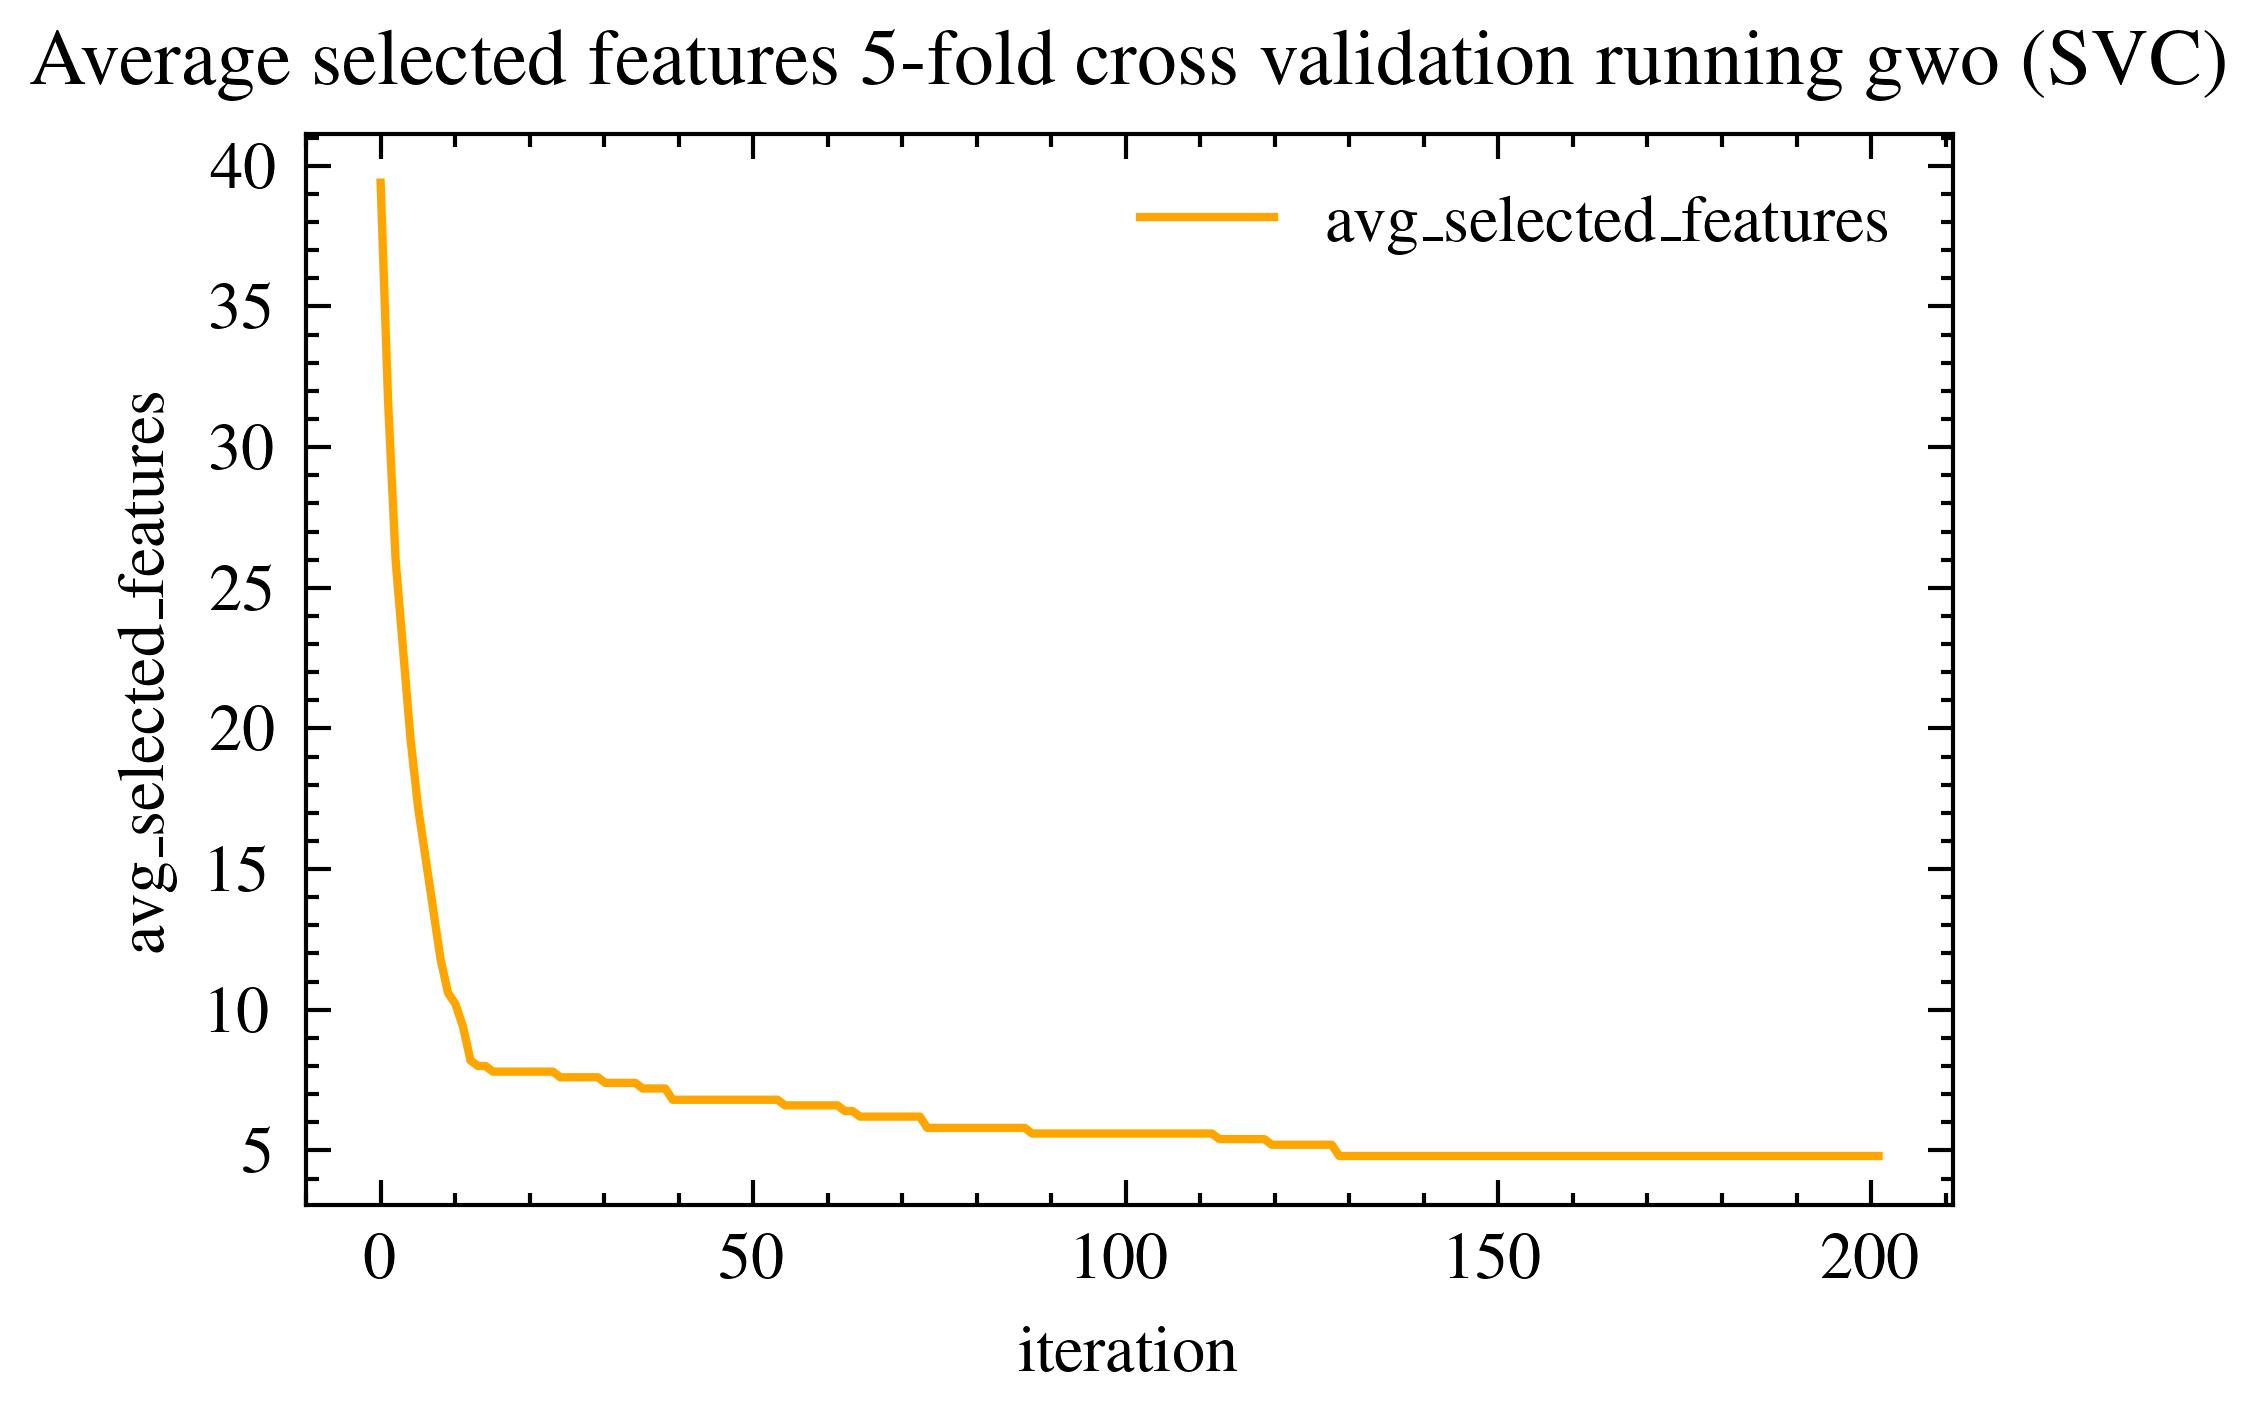 Average selected features 5-fold cross validation running gwo (SVC)
avg_selected_features
avg_selected_features
40
35
30
25
20
15
10
5
0 50 100 150 200
iteration